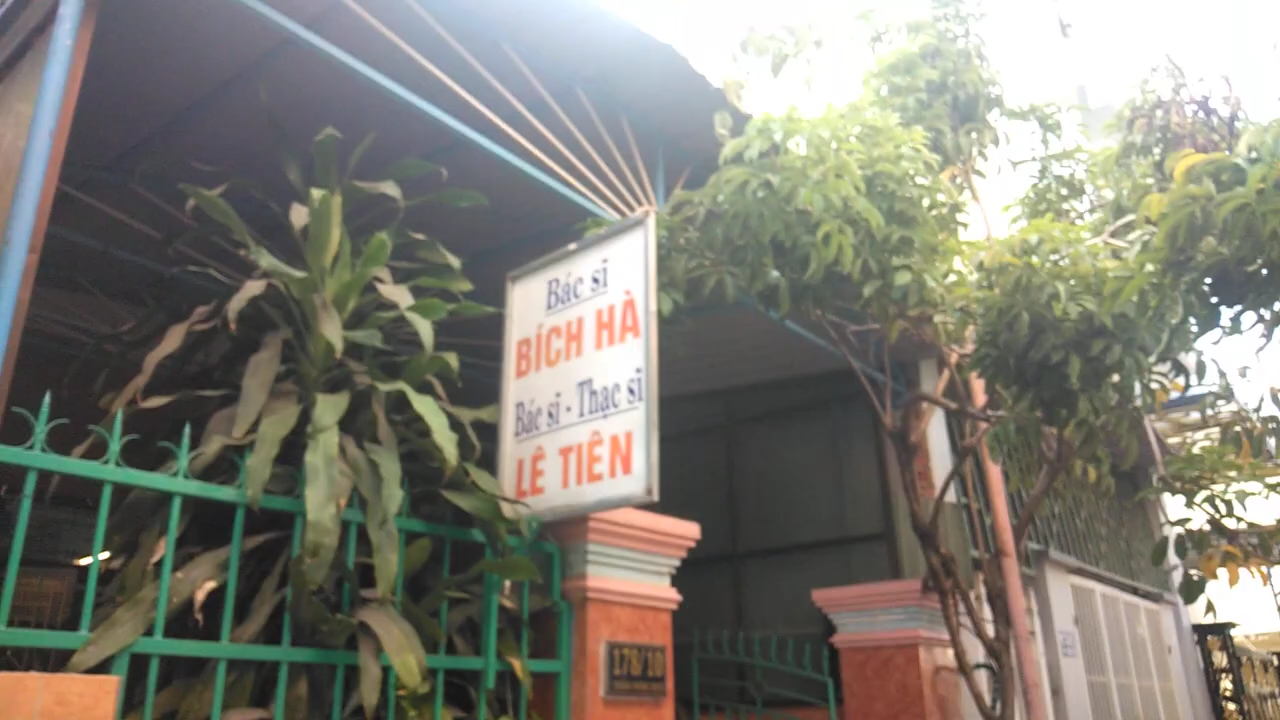 Bác sĩ
BÍCH HÀ
Bác sĩ - Thạc sĩ
LÊ TIÊN
178/10